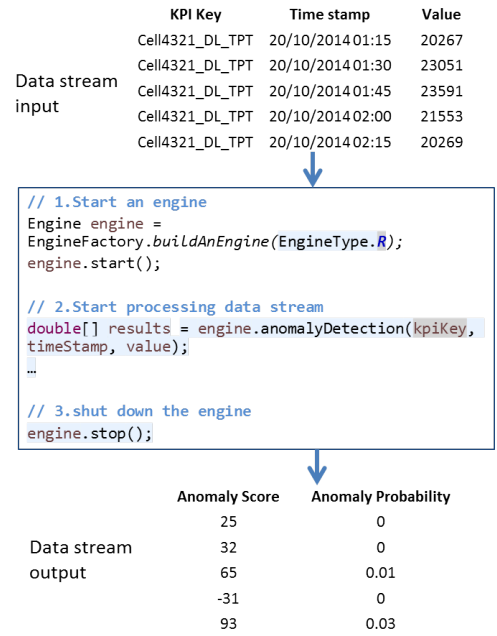 KPI Key Time stamp Value
Cell4321_DL_TPT 20/10/2014 01:15 20267
Cell4321_DL_TPT 20/10/2014 01:30 23051
Data stream
input
Cell4321_DL_TPT 20/10/2014 01:45 23591
Cell4321_DL_TPT 20/10/2014 02:00 21553
Cell4321_DL_TPT 20/10/2014 02:15 20269
// 1.Start an engine
Engine engine =
EngineFactory.buildAnEngine(EngineType.R);
engine.start();
// 2.Start processing data stream
double[] results = engine.anomalyDetection(kpiKey,
timeStamp, value);
…
// 3.shut down the engine
engine.stop();
Anomaly Score Anomaly Probability
25 0
Data stream
output
32 0
65 0.01
-31 0
93 0.03